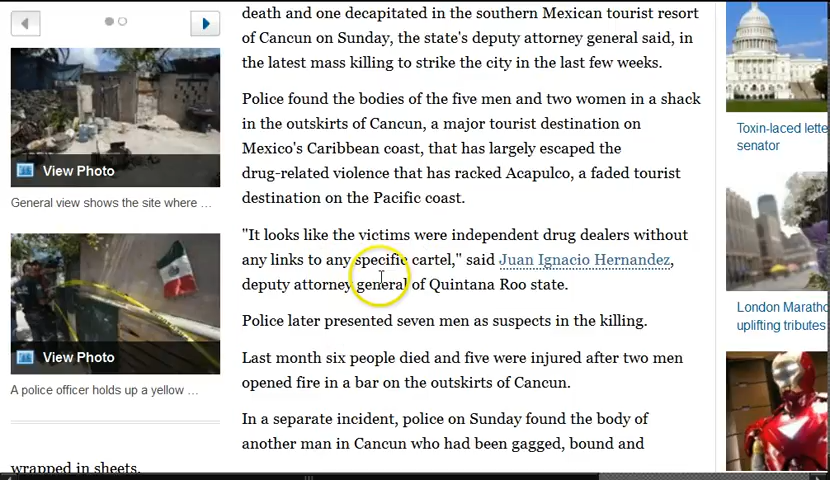 death and one decapitated in the southern Mexican tourist resort
of Cancun on Sunday, the state's deputy attorney general said, in
the latest mass killing to strike the city in the last few weeks.
Police found the bodies of the five men and two women in a shack
in the outskirts of Cancun, a major tourist destination on
Mexico's Caribbean coast, that has largely escaped the
drug-related violence that has racked Acapulco, a faded tourist
destination on the Pacific coast.
"It looks like the victims were independent drug dealers without
any links to any specific cartel," said Juan Ignacio Hernandez,
deputy attorney general of Quintana Roo state.
Police later presented seven men as suspects in the killing.
Last month six people died and five were injured after two men
opened fire in a bar on the outskirts of Cancun.
In a separate incident, police on Sunday found the body of
another man in Cancun who had been gagged, bound and
wrapped in sheets.
View Photo
General view shows the site where ...
View Photo
A police officer holds up a yellow ...
Toxin-laced lette
senator
London Maratho
uplifting tributes